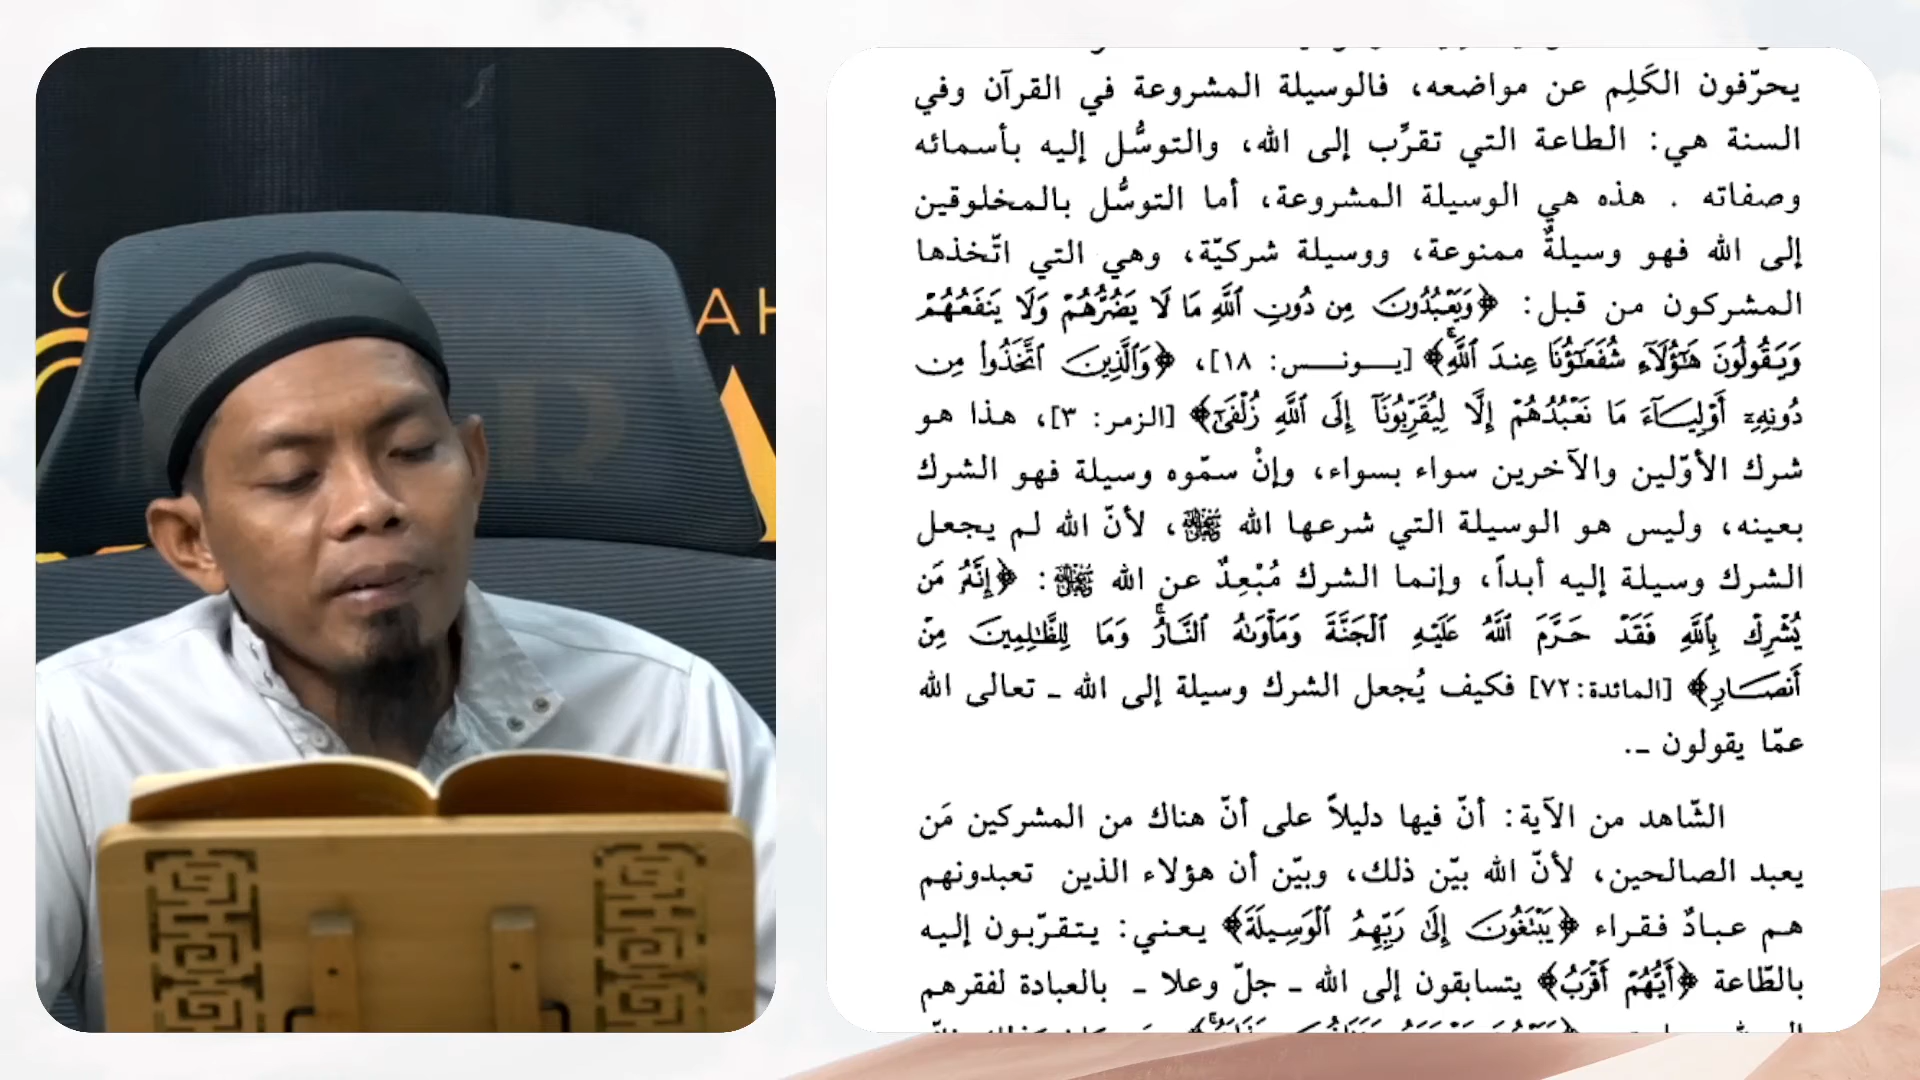 AH
يحرّفون الكَلِم عن مواضعه، فالوسيلة المشروعة في القرآن وفي
السنة هي: الطاعة التي تقرِّب إلى الله، والتوسُّل إليه بأسمائه
وصفاته . هذه هي الوسيلة المشروعة، أما التوسُّل بالمخلوقين
إلى الله فهو وسيلةٌ ممنوعة، ووسيلة شركيّة، وهي التي اتّخذها
المشركون من قبل: ﴿وَيَعْبُدُونَ مِن دُونِ ٱللَّهِ مَا لَا يَضُرُّهُمْ وَلَا يَنفَعُهُمْ
وَيَقُولُونَ هَٰٓؤُلَآءِ شُفَعَٰٓؤُنَا عِندَ ٱللَّهِۚ﴾ [يـونـس: ١٨]، ﴿وَالَّذِينَ ٱتَّخَذُوا۟ مِن
دُونِهِۦٓ أَوْلِيَآءَ مَا نَعْبُدُهُمْ إِلَّا لِيُقَرِّبُونَآ إِلَى ٱللَّهِ زُلْفَىٰٓ﴾ [الزمر: ٣]، هذا هو
شرك الأوّلين والآخرين سواء بسواء، وإنْ سمّوه وسيلة فهو الشرك
بعينه، وليس هو الوسيلة التي شرعها الله ﷻ، لأنّ الله لم يجعل
الشرك وسيلة إليه أبداً، وإنما الشرك مُبْعِدٌ عن الله ﷻ: ﴿إِنَّهُۥ مَن
يُشْرِكْ بِٱللَّهِ فَقَدْ حَرَّمَ ٱللَّهُ عَلَيْهِ ٱلْجَنَّةَ وَمَأْوَىٰهُ ٱلنَّارُۖ وَمَا لِلظَّٰلِمِينَ مِنْ
أَنصَارٍ﴾ [المائدة: ٧٢] فكيف يُجعل الشرك وسيلة إلى الله ـ تعالى الله
عمّا يقولون ـ.
الشّاهد من الآية: أنّ فيها دليلاً على أنّ هناك من المشركين مَن
يعبد الصالحين، لأنّ الله بيّن ذلك، وبيّن أن هؤلاء الذين تعبدونهم
هم عبادٌ فقراء ﴿يَبْتَغُونَ إِلَىٰ رَبِّهِمُ ٱلْوَسِيلَةَ﴾ يعني: يتقرّبون إليه
بالطّاعة ﴿أَيُّهُمْ أَقْرَبُ﴾ يتسابقون إلى الله ـ جلّ وعلا ـ بالعبادة لفقرهم